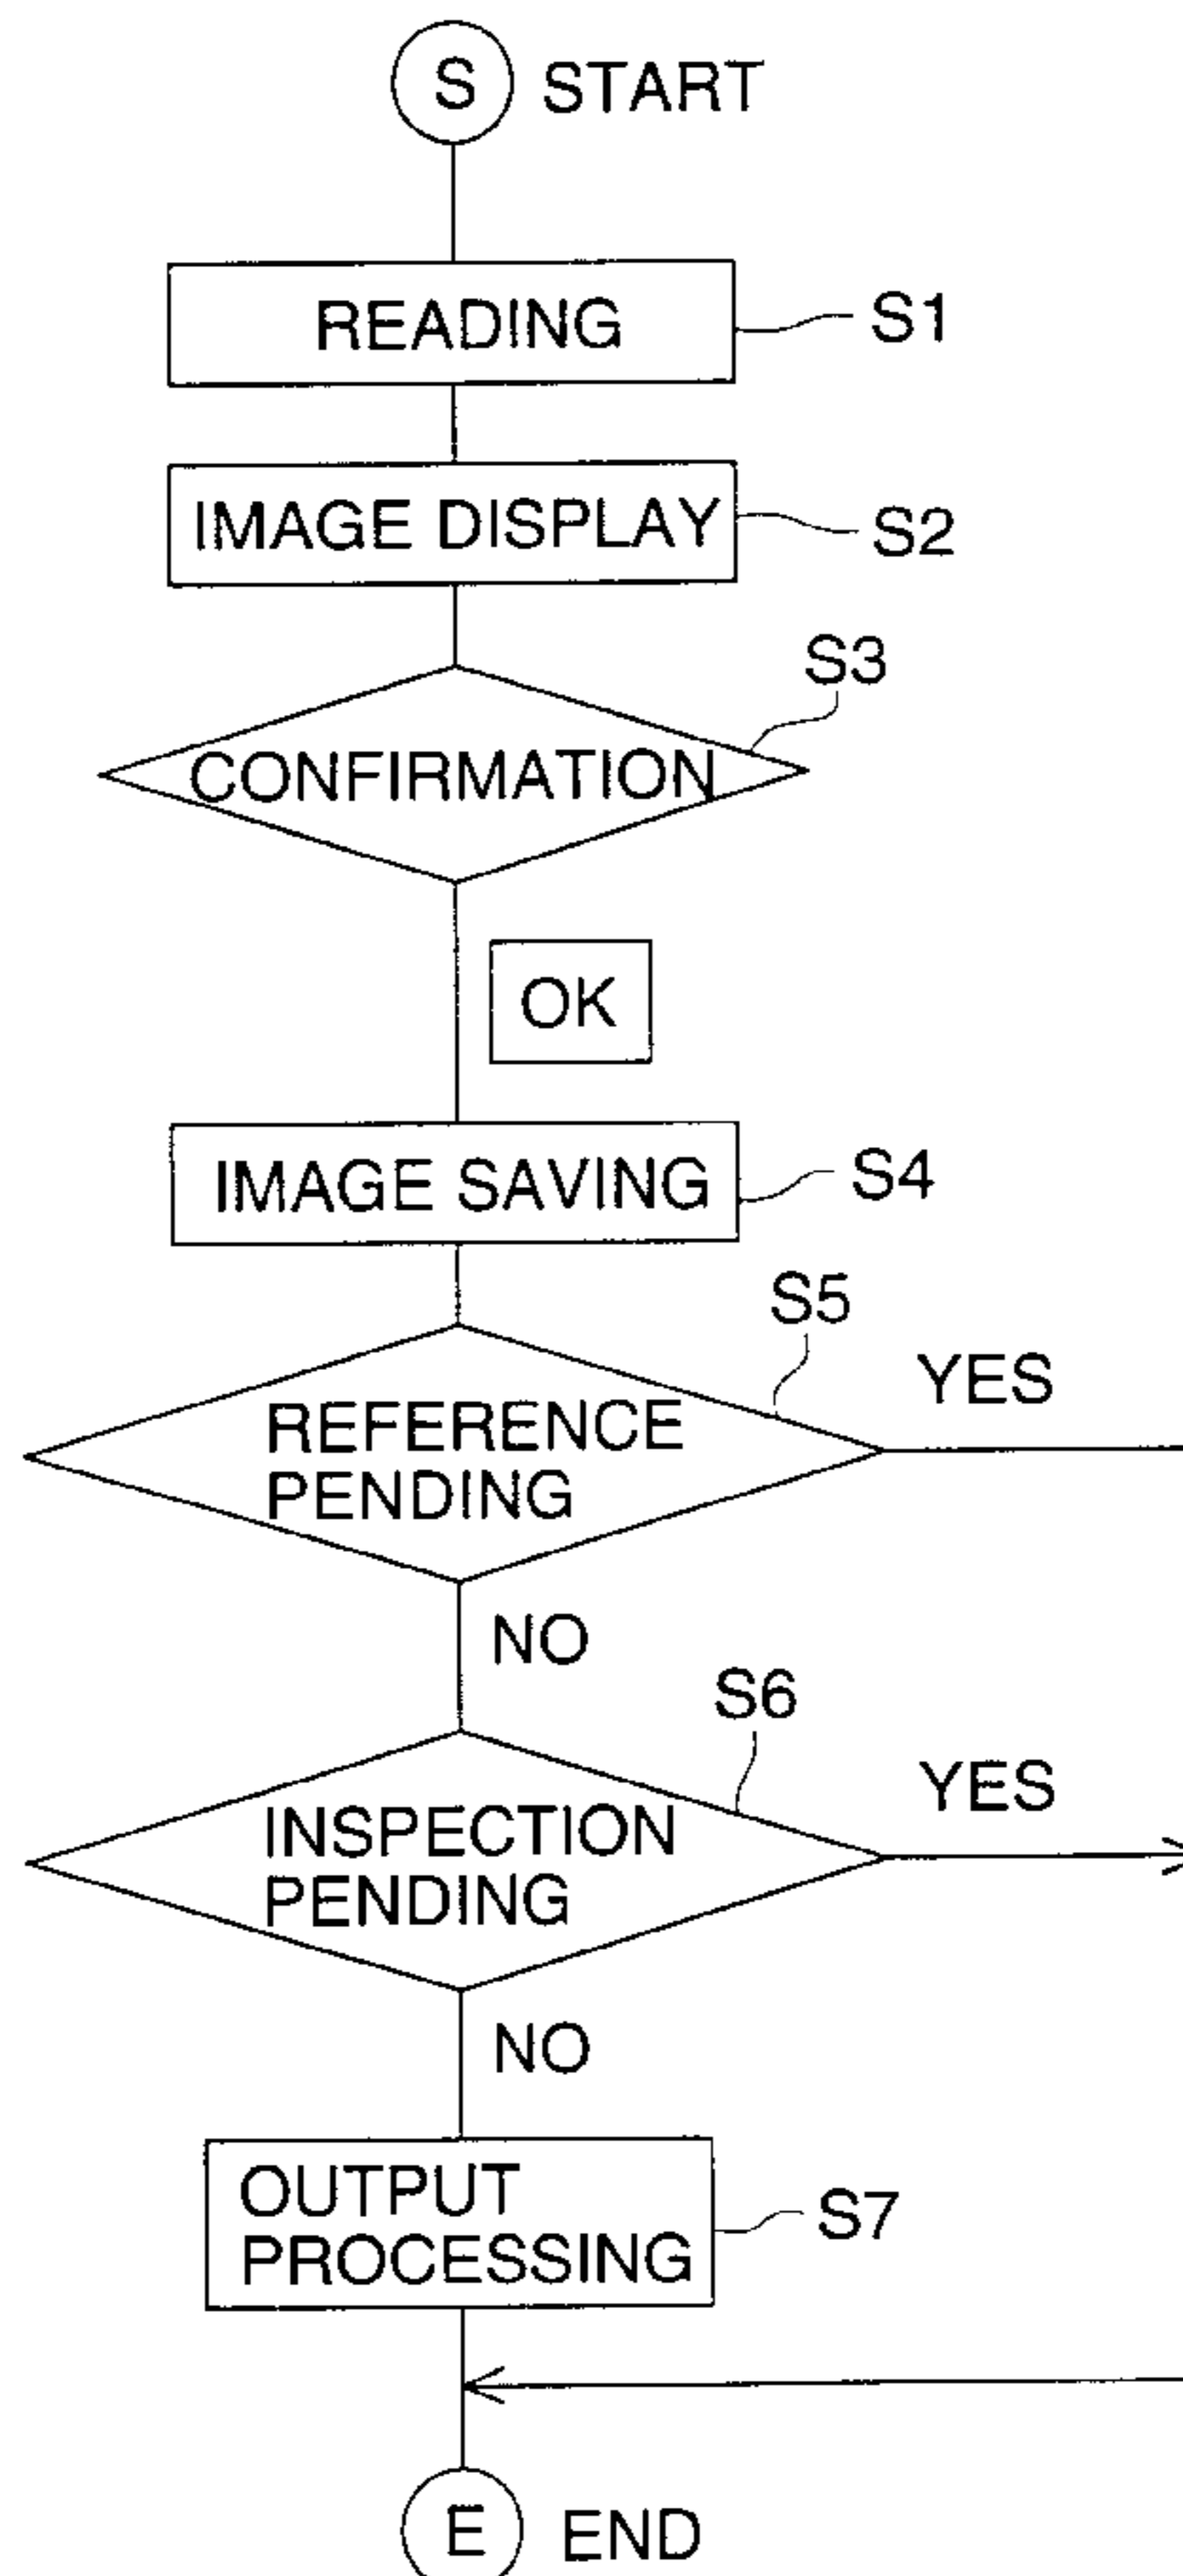 S START
READING S1
IMAGE DISPLAY S2
S3
CONFIRMATION
OK
IMAGE SAVING S4
S5
YES
REFERENCE
PENDING
NO
S6
YES
INSPECTION
PENDING
NO
OUTPUT
PROCESSING
S7
E END